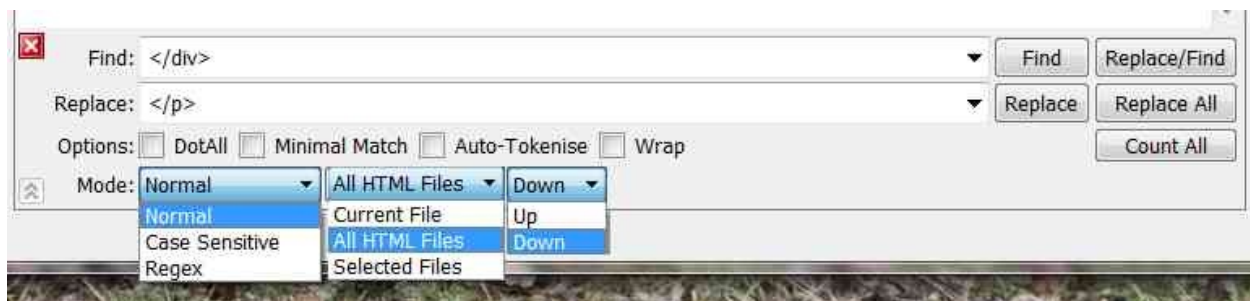 Find: </div> Find Replace/Find
Replace: </p> Replace Replace All
Options: DotAll Minimal Match Auto-Tokenise Wrap Count All
Mode: Normal All HTML Files Down
Normal Current File Up
Case Sensitive All HTML Files Down
Regex Selected Files